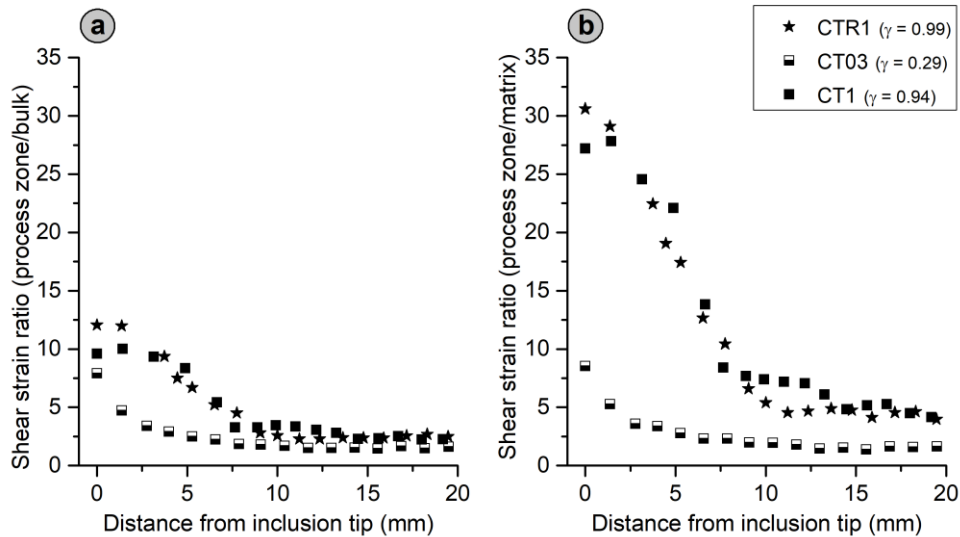 a
b
CTR1 (γ = 0.99)
CT03 (γ = 0.29)
CT1 (γ = 0.94)
Shear strain ratio (process zone/bulk)
35
30
25
20
15
10
5
0
0 5 10 15 20
Distance from inclusion tip (mm)
Shear strain ratio (process zone/matrix)
35
30
25
20
15
10
5
0
0 5 10 15 20
Distance from inclusion tip (mm)